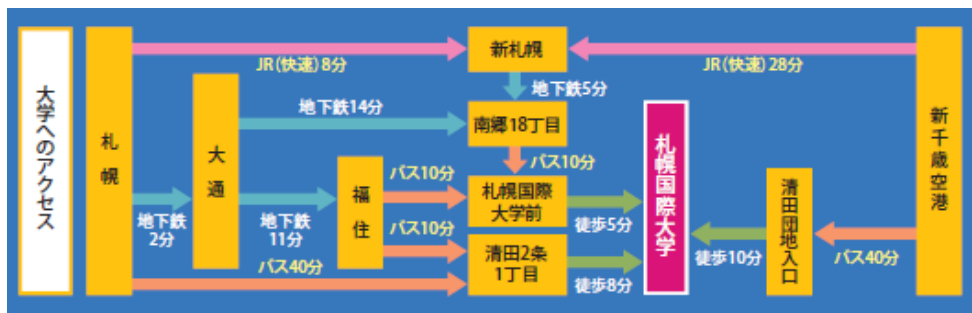 大学へのアクセス
札幌
JR(快速)8分
新札幌
JR(快速)28分
新千歳空港
地下鉄5分
大通
地下鉄14分
南郷18丁目
バス10分
札幌国際大学
地下鉄
2分
地下鉄
11分
福住
バス10分
札幌国際
大学前
徒歩5分
バス10分
清田2条
1丁目
徒歩8分
バス40分
徒歩10分
清田団地入口
バス40分